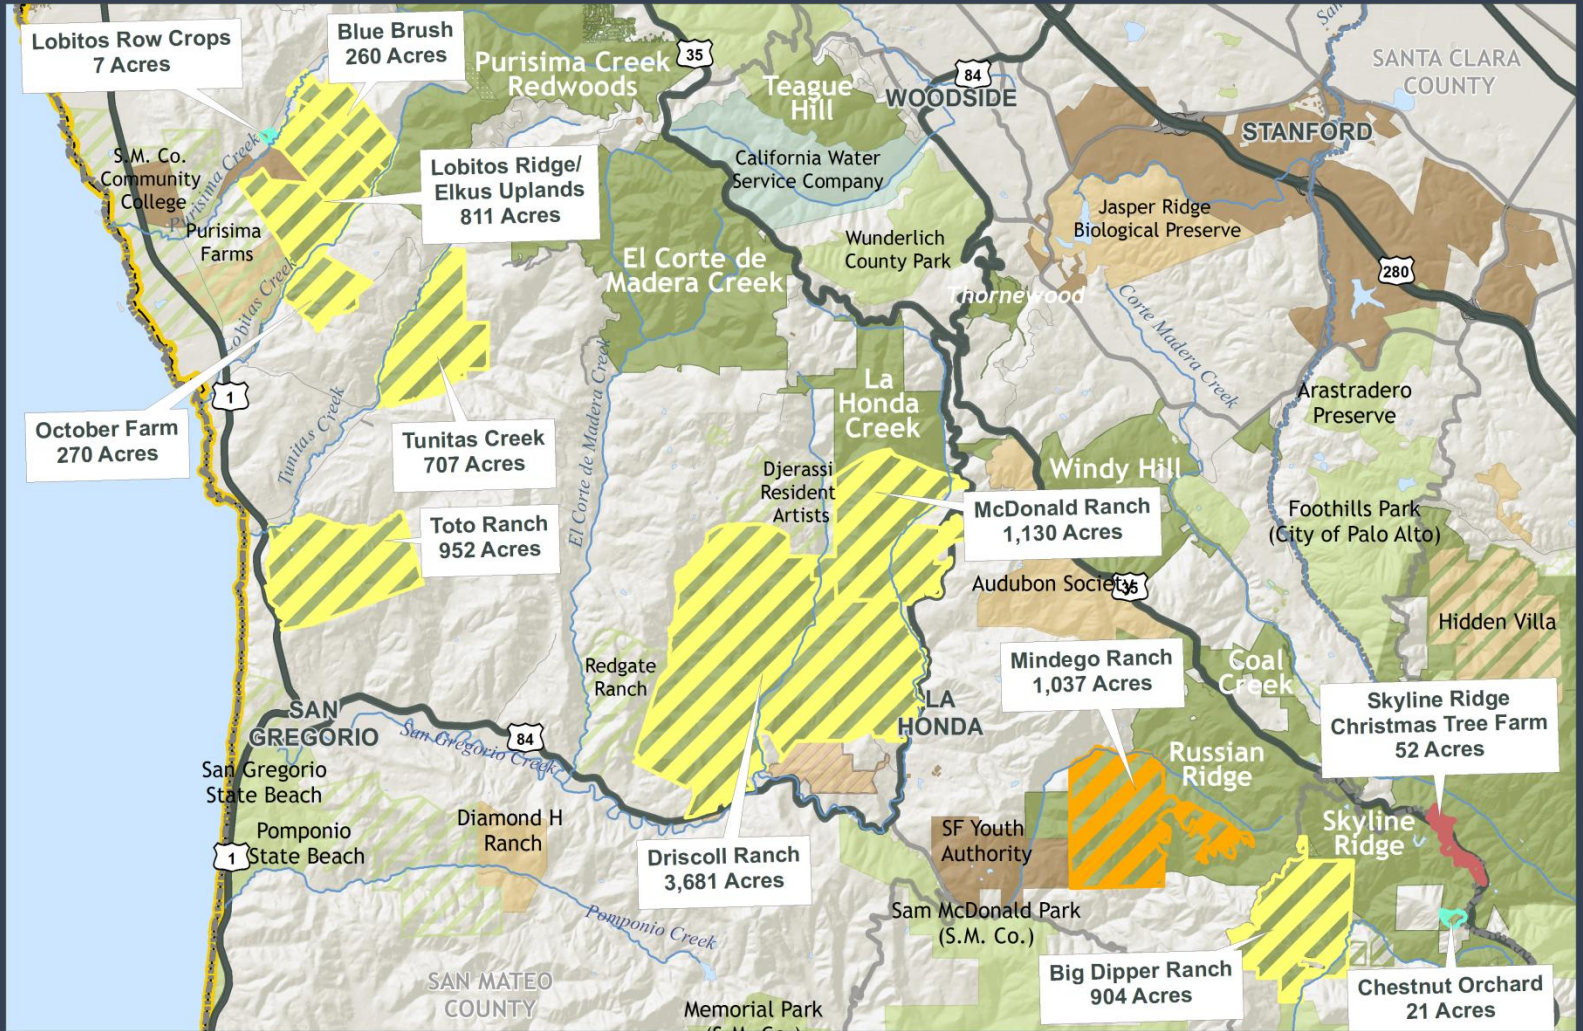 Lobitos Row Crops
7 Acres
Blue Brush
260 Acres
Purisima Creek
Redwoods
35
Teague
Hill
84
WOODSIDE
SANTA CLARA
COUNTY
STANFORD
San
S.M. Co.
Community
College
Purisima Creek
Purisima
Farms
Lobitos Ridge/
Elkus Uplands
811 Acres
California Water
Service Company
Jasper Ridge
Biological Preserve
El Corte de
Madera Creek
Wunderlich
County Park
280
Thornewood
Lobitas Creek
Corte Madera Creek
1
October Farm
270 Acres
Tunitas Creek
Tunitas Creek
707 Acres
El Corte de Madera Creek
La
Honda
Creek
Arastradero
Preserve
Djerassi
Resident
Artists
Windy Hill
McDonald Ranch
1,130 Acres
Foothills Park
(City of Palo Alto)
Toto Ranch
952 Acres
Audubon Society
35
Hidden Villa
Redgate
Ranch
Mindego Ranch
1,037 Acres
Coal
Creek
Skyline Ridge
Christmas Tree Farm
52 Acres
SAN
GREGORIO
84
San Gregorio Creek
LA
HONDA
Russian
Ridge
San Gregorio
State Beach
Pomponio
State Beach
1
Diamond H
Ranch
Driscoll Ranch
3,681 Acres
SF Youth
Authority
Skyline
Ridge
Sam McDonald Park
(S.M. Co.)
Pomponio Creek
Big Dipper Ranch
904 Acres
Chestnut Orchard
21 Acres
SAN MATEO
COUNTY
Memorial Park
(S.M. Co.)